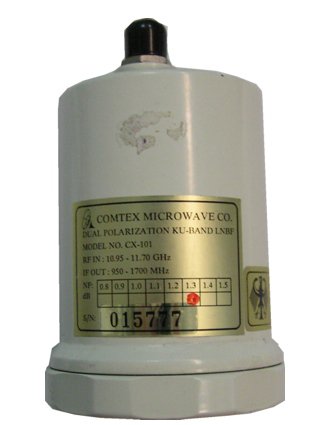 COMTEX MICROWAVE CO.
DUAL POLARIZATION KU-BAND LNBF
MODEL NO. CX-101
RF IN : 10.95 - 11.70 GHz
IF OUT : 950 - 1700 MHz
NF: 0.8 0.9 1.0 1.1 1.2 1.3 1.4 1.5
dB
S/N: 015777